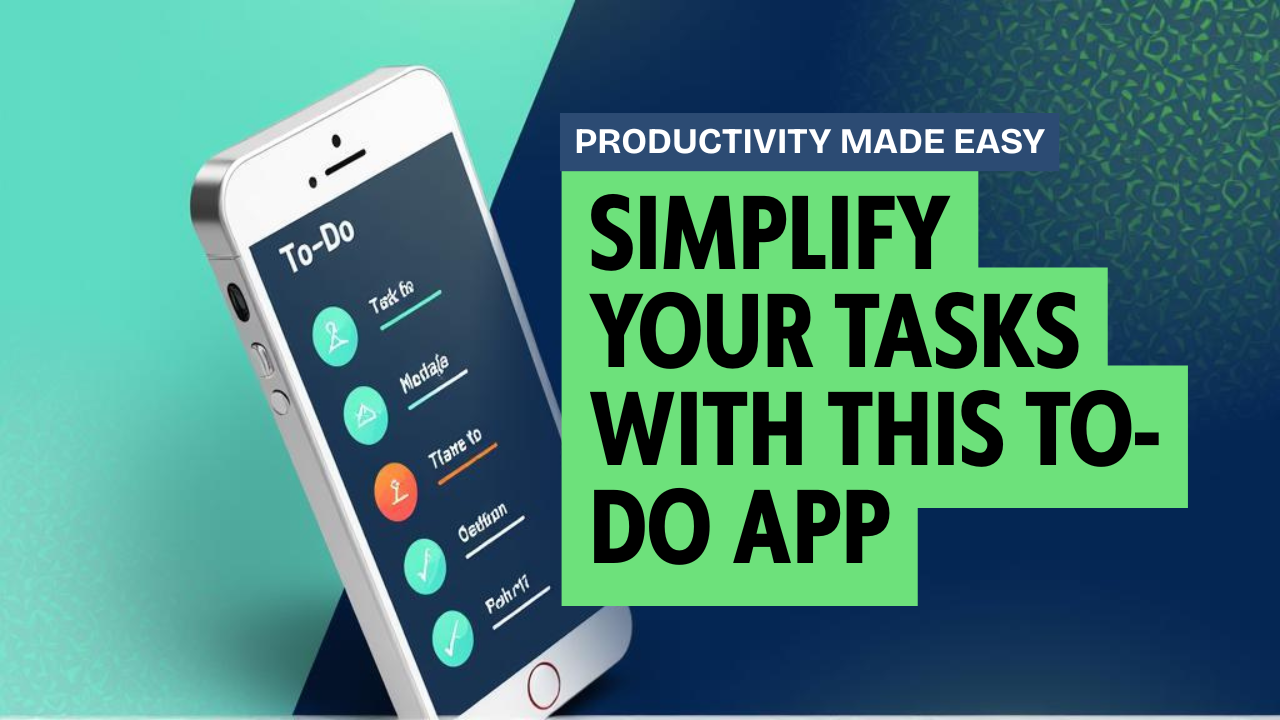 PRODUCTIVITY MADE EASY
SIMPLIFY
YOUR TASKS
WITH THIS TO-
DO APP
To-Do